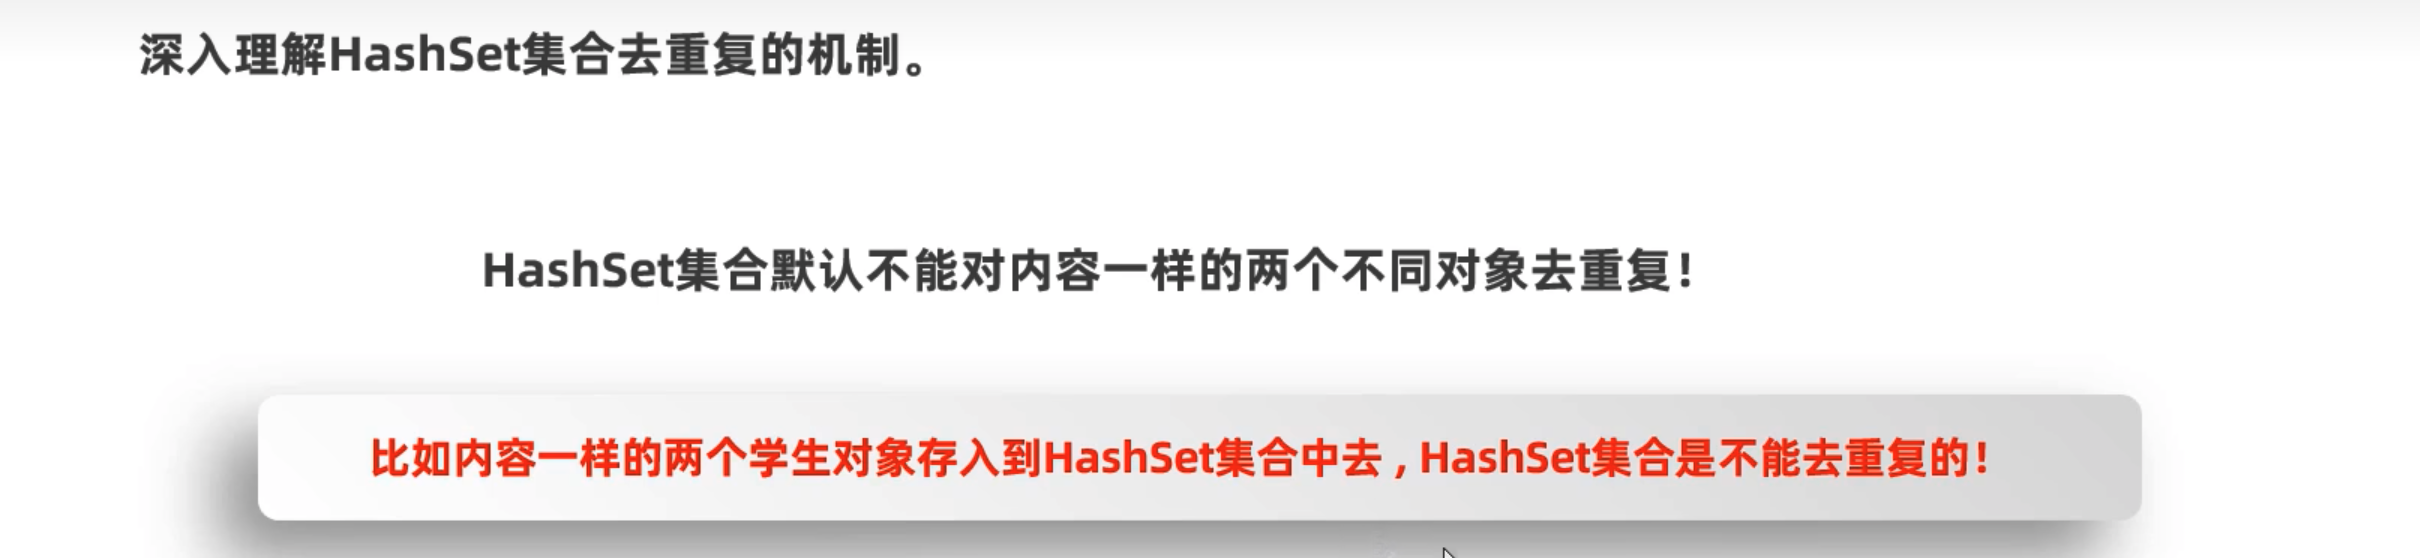 深入理解HashSet集合去重复的机制。
HashSet集合默认不能对内容一样的两个不同对象去重复！
比如内容一样的两个学生对象存入到HashSet集合中去 , HashSet集合是不能去重复的！